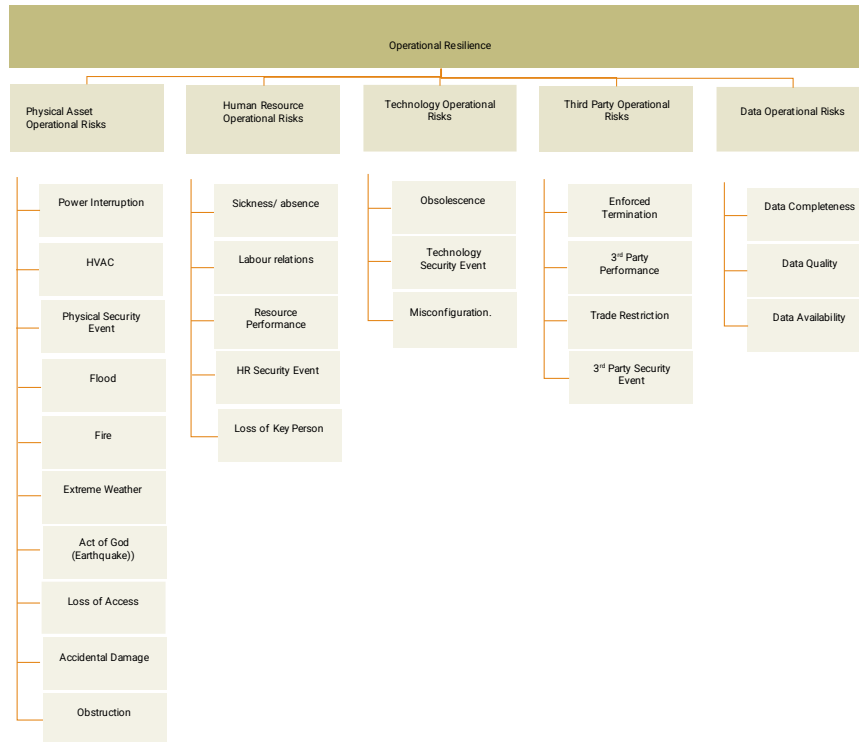 Operational Resilience
Physical Asset
Operational Risks
Human Resource
Operational Risks
Technology Operational
Risks
Third Party Operational
Risks
Data Operational Risks
Power Interruption
HVAC
Physical Security
Event
Flood
Fire
Extreme Weather
Act of God
(Earthquake))
Loss of Access
Accidental Damage
Obstruction
Sickness/ absence
Labour relations
Resource
Performance
HR Security Event
Loss of Key Person
Obsolescence
Technology
Security Event
Misconfiguration.
Enforced
Termination
3rd Party
Performance
Trade Restriction
3rd Party Security
Event
Data Completeness
Data Quality
Data Availability